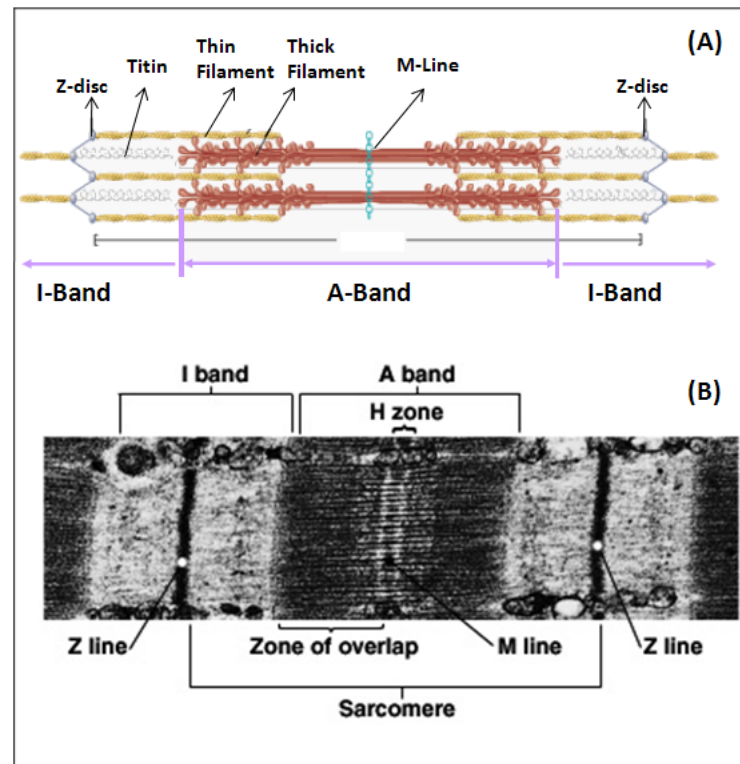 (A)
Thin
Filament
Thick
Filament
M-Line
Titin
Z-disc
Z-disc
I-Band
A-Band
I-Band
(B)
I band
A band
H zone
Z line
Zone of overlap
M line
Z line
Sarcomere